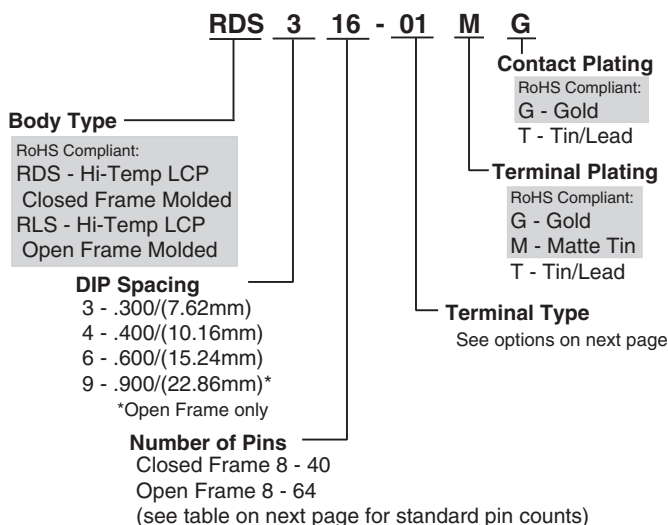 RDS 3 16 - 01 M G
Contact Plating
RoHS Compliant:
G - Gold
T - Tin/Lead
Body Type
RoHS Compliant:
RDS - Hi-Temp LCP
Closed Frame Molded
RLS - Hi-Temp LCP
Open Frame Molded
Terminal Plating
RoHS Compliant:
G - Gold
M - Matte Tin
T - Tin/Lead
DIP Spacing
3 - .300/(7.62mm)
4 - .400/(10.16mm)
6 - .600/(15.24mm)
9 - .900/(22.86mm)*
*Open Frame only
Terminal Type
See options on next page
Number of Pins
Closed Frame 8 - 40
Open Frame 8 - 64
(see table on next page for standard pin counts)